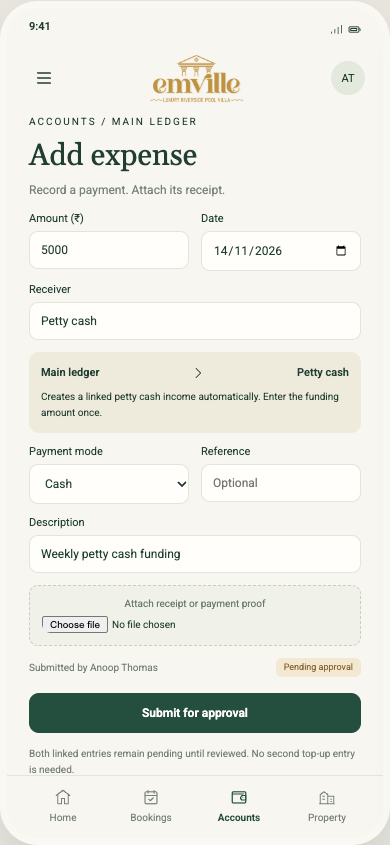 9:41
emville
LUXURY RIVERSIDE POOL VILLA
AT
ACCOUNTS / MAIN LEDGER
Add expense
Record a payment. Attach its receipt.
Amount (₹) Date
5000 14/11/2026
Receiver
Petty cash
Main ledger Petty cash
Creates a linked petty cash income automatically. Enter the funding
amount once.
Payment mode Reference
Cash Optional
Description
Weekly petty cash funding
Attach receipt or payment proof
Choose file No file chosen
Submitted by Anoop Thomas Pending approval
Submit for approval
Both linked entries remain pending until reviewed. No second top-up entry
is needed.
Home Bookings Accounts Property